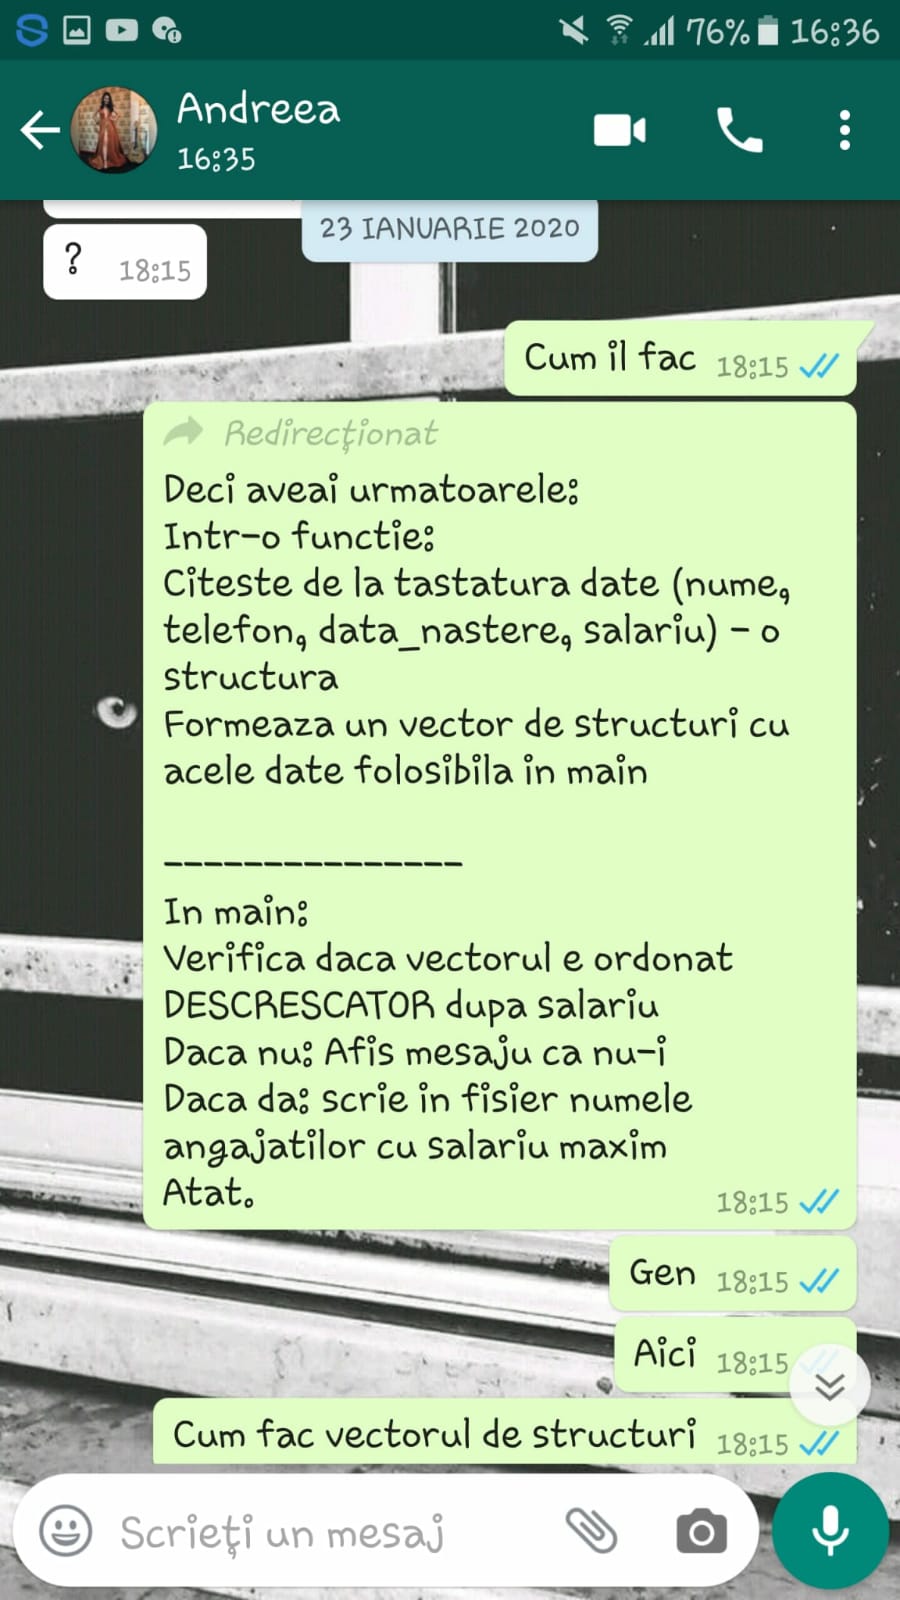 76% 16:36
Andreea
16:35
23 IANUARIE 2020
? 18:15
Cum il fac 18:15
Redirecționat
Deci aveai urmatoarele:
Intr-o functie:
Citeste de la tastatura date (nume,
telefon, data_nastere, salariu) - o
structura
Formeaza un vector de structuri cu
acele date folosibila in main
---------------
In main:
Verifica daca vectorul e ordonat
DESCRESCATOR dupa salariu
Daca nu: Afis mesaju ca nu-i
Daca da: scrie in fisier numele
angajatilor cu salariu maxim
Atat.
18:15
Gen 18:15
Aici 18:15
Cum fac vectorul de structuri 18:15
Scrieți un mesaj